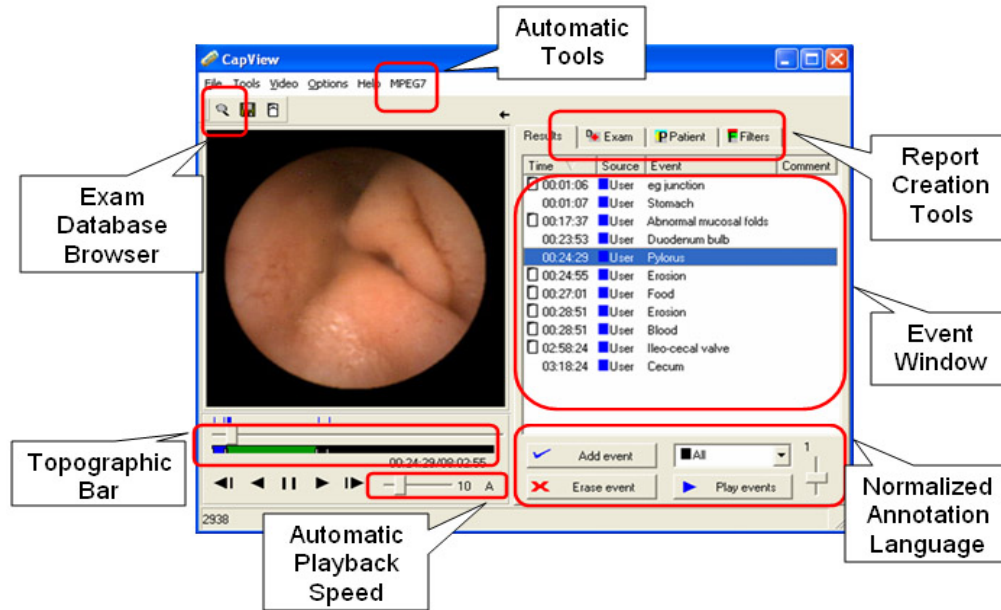 Automatic
Tools
CapView
File Tools Video Options Help MPEG7
Results Exam Patient Filters
Time Source Event Comment
00:01:06 User eg junction
00:01:07 User Stomach
00:17:37 User Abnormal mucosal folds
00:23:53 User Duodenum bulb
00:24:29 User Pylorus
00:24:55 User Erosion
00:27:01 User Food
00:28:51 User Erosion
00:28:51 User Blood
02:58:24 User Ileo-cecal valve
03:18:24 User Cecum
Exam
Database
Browser
Report
Creation
Tools
Event
Window
Topographic
Bar
00:24:29/08:02:55
10 A
Add event All 1
Erase event Play events
2938
Automatic
Playback
Speed
Normalized
Annotation
Language